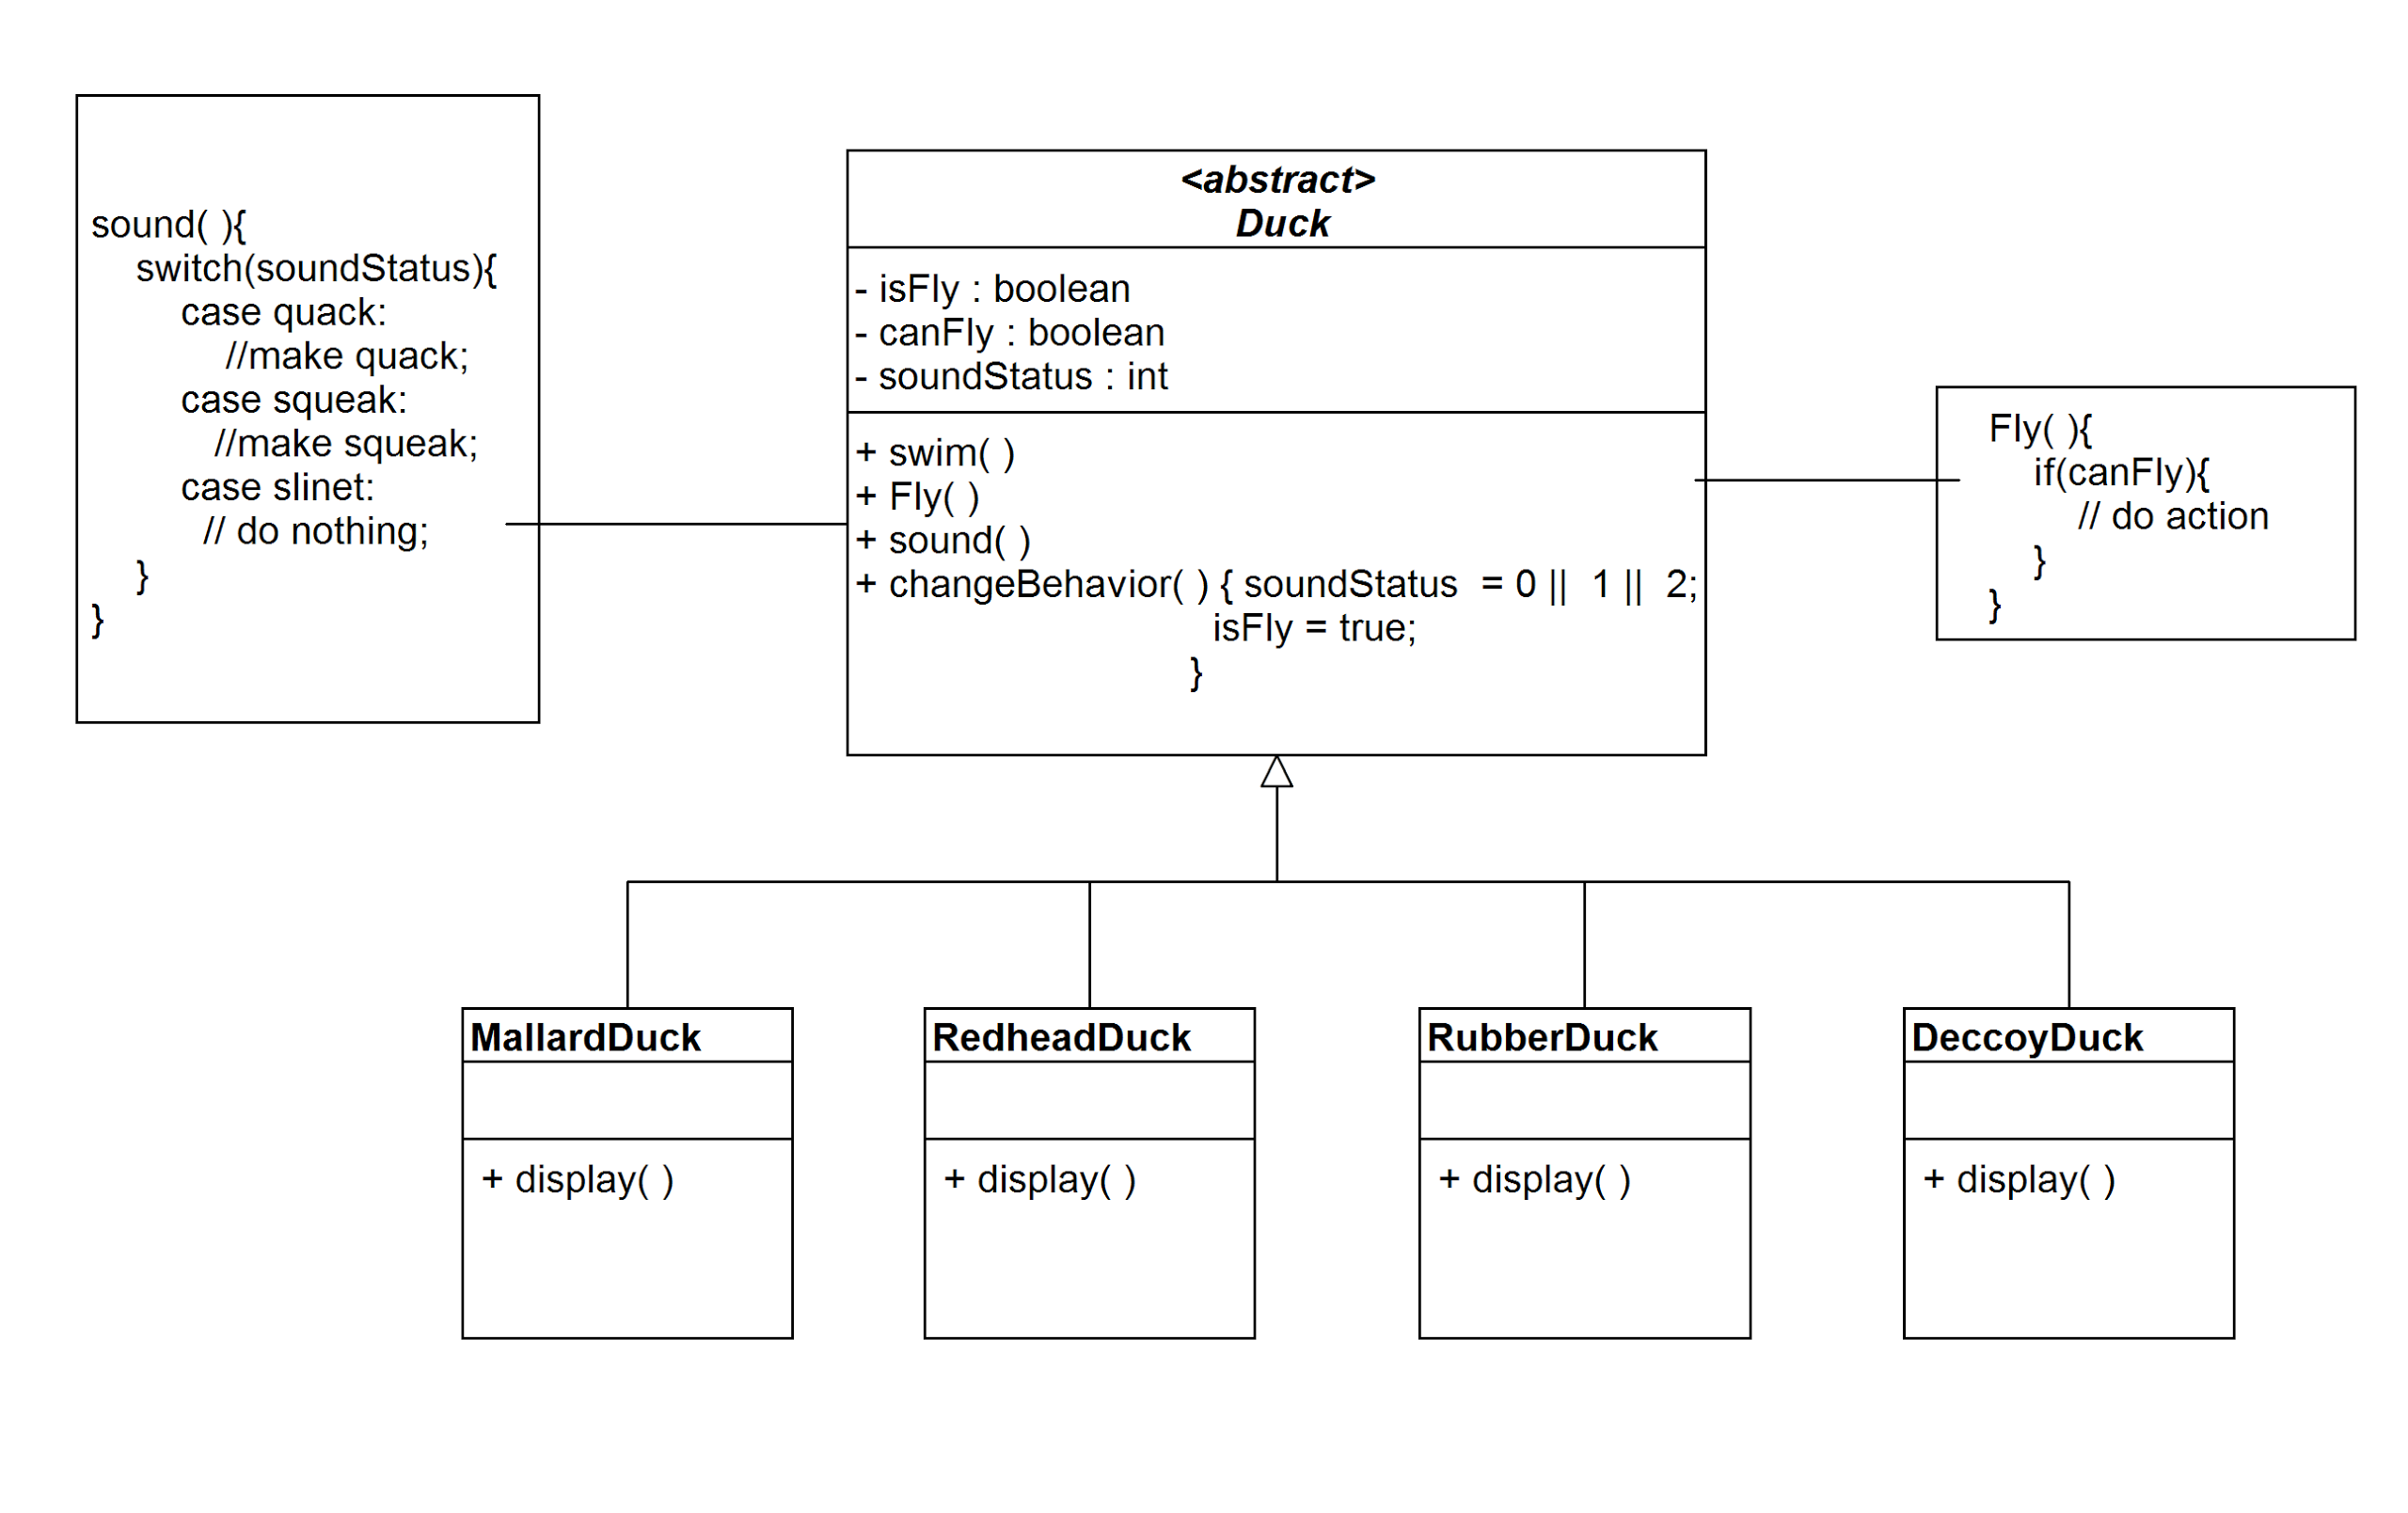 sound( ){
switch(soundStatus){
case quack:
//make quack;
case squeak:
//make squeak;
case slinet:
// do nothing;
}
}
<abstract>
Duck
- isFly : boolean
- canFly : boolean
- soundStatus : int
+ swim( )
+ Fly( )
+ sound( )
+ changeBehavior( ) { soundStatus = 0 || 1 || 2;
isFly = true;
}
Fly( ){
if(canFly){
// do action
}
}
MallardDuck
+ display( )
RedheadDuck
+ display( )
RubberDuck
+ display( )
DeccoyDuck
+ display( )